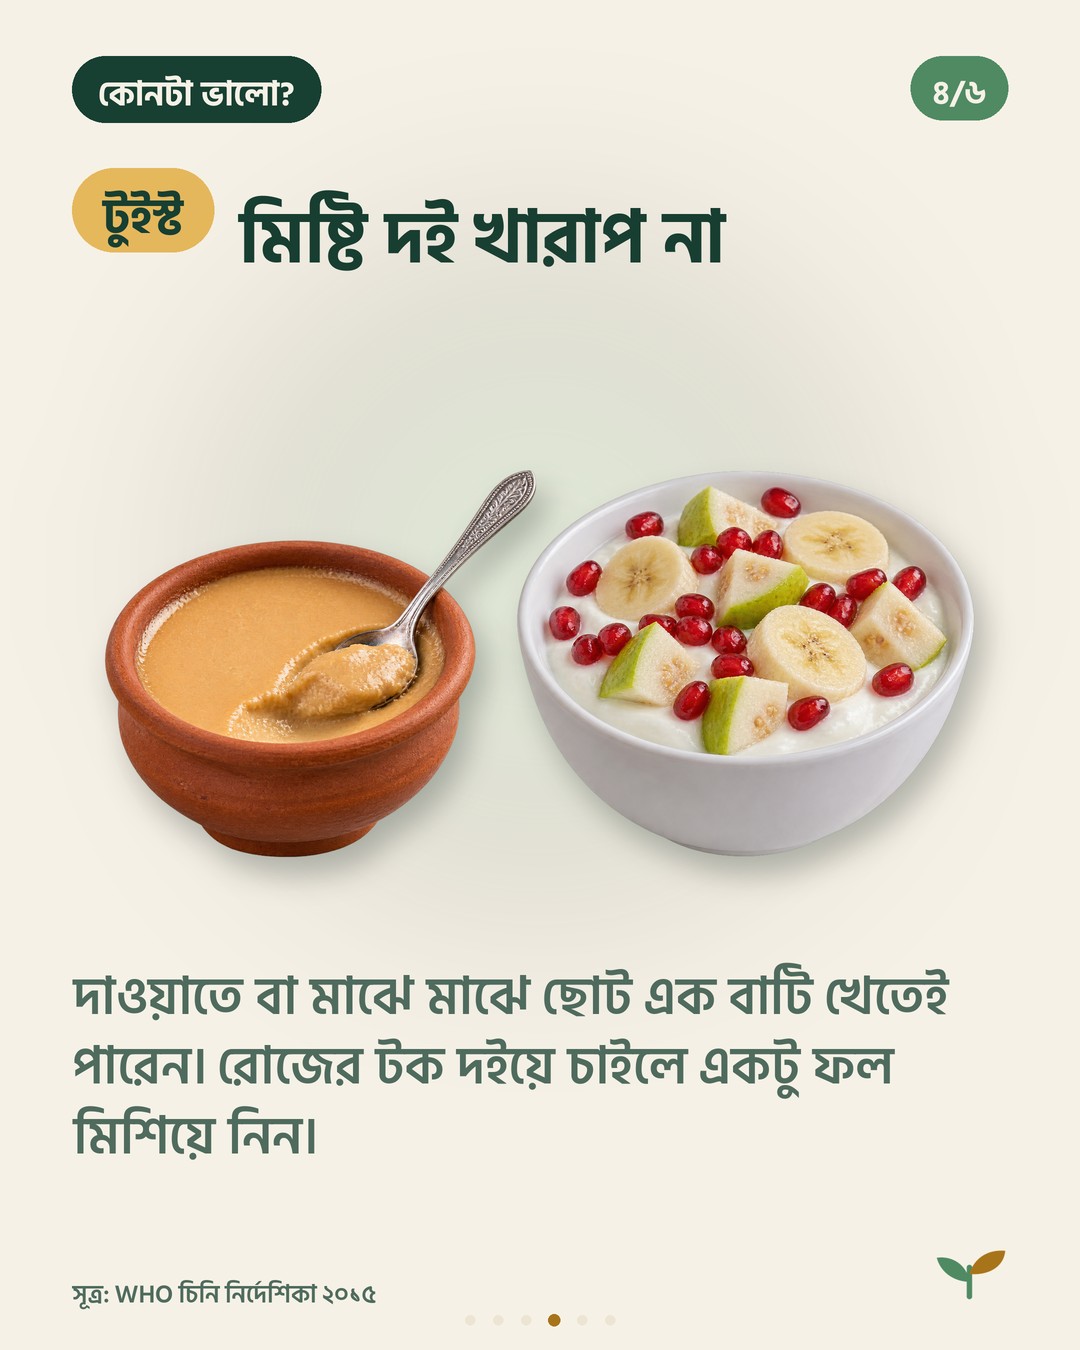 কোনটা ভালো?
৪/৬
টুইস্ট
মিষ্টি দই খারাপ না
দাওয়াতে বা মাঝে মাঝে ছোট এক বাটি খেতেই
পারেন। রোজের টক দইয়ে চাইলে একটু ফল
মিশিয়ে নিন।
সূত্র: WHO চিনি নির্দেশিকা ২০১৫